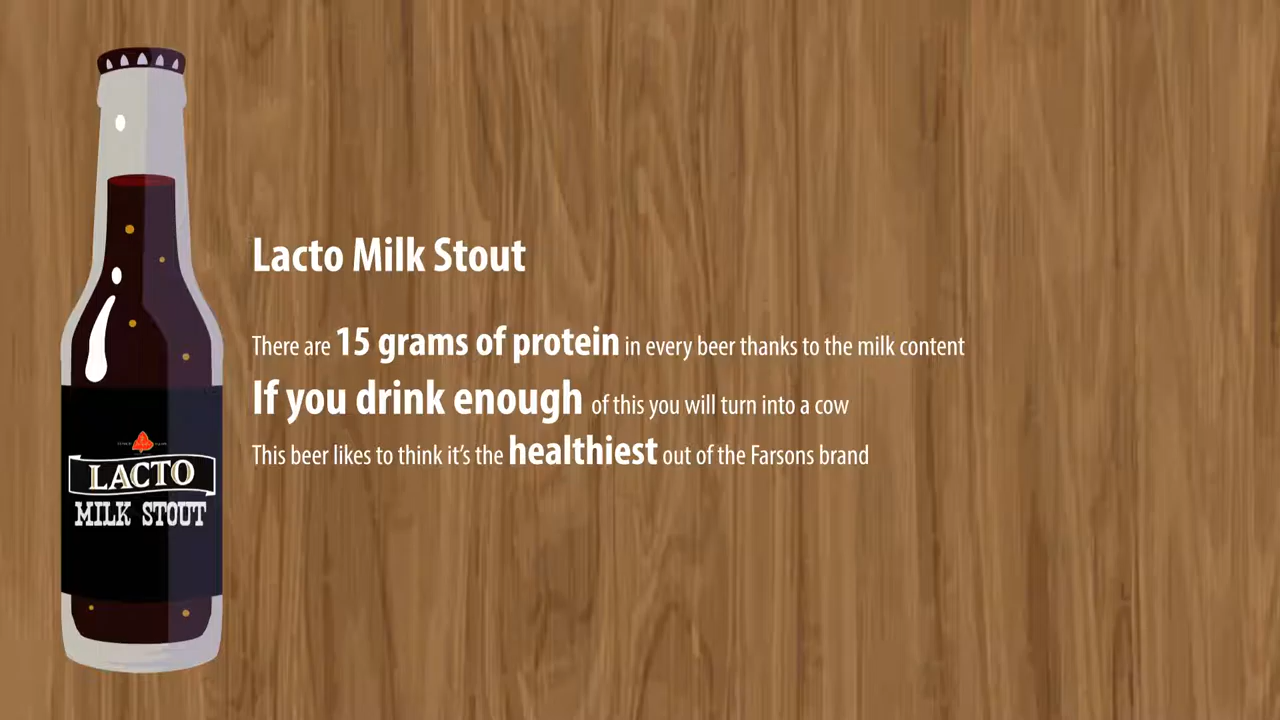 Lacto Milk Stout
There are 15 grams of protein in every beer thanks to the milk content
If you drink enough of this you will turn into a cow
This beer likes to think it’s the healthiest out of the Farsons brand
LACTO
MILK STOUT